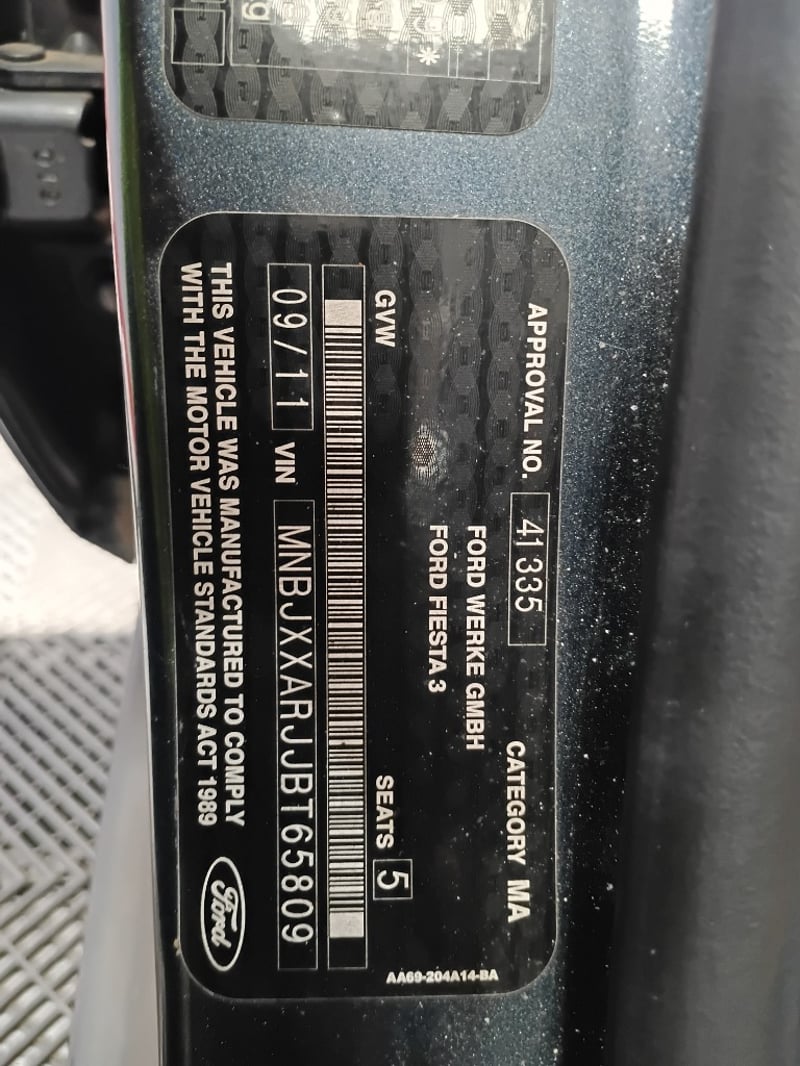 g
*
APPROVAL NO. 41335 CATEGORY MA
FORD WERKE GMBH
FORD FIESTA 3
GVW SEATS 5
09/11 VIN MNBJXXARJJBT65809
THIS VEHICLE WAS MANUFACTURED TO COMPLY
WITH THE MOTOR VEHICLE STANDARDS ACT 1989
Ford
AA69-204A14-BA